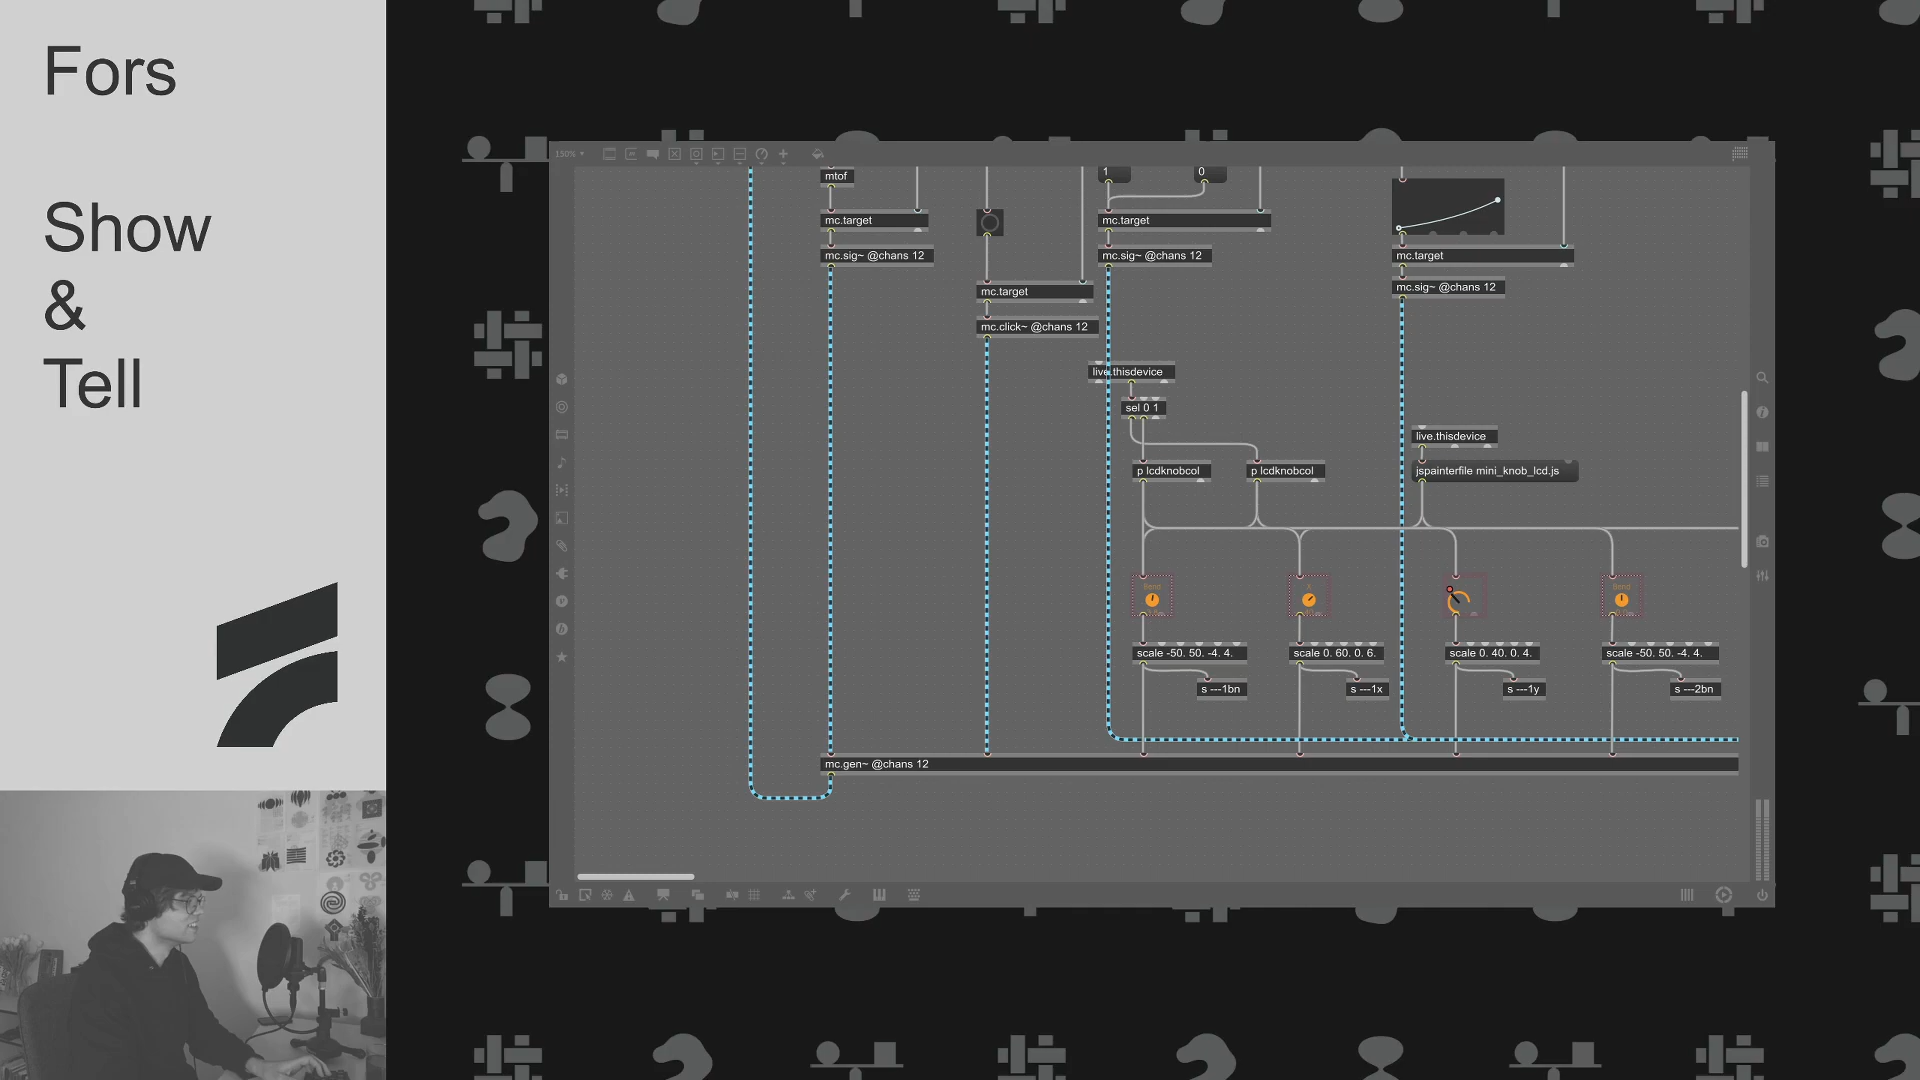 Fors
Show
&
Tell
150%
mtof
1
0
mc.target
mc.target
mc.sig~ @chans 12
mc.sig~ @chans 12
mc.target
mc.sig~ @chans 12
mc.target
mc.click~ @chans 12
live.thisdevice
sel 0 1
live.thisdevice
p lcdknobcol
p lcdknobcol
jspainterfile mini_knob_lcd.js
Bend
X
Bend
scale -50. 50. -4. 4.
scale 0. 60. 0. 6.
scale 0. 40. 0. 4.
scale -50. 50. -4. 4.
s ---1bn
s ---1x
s ---1y
s ---2bn
mc.gen~ @chans 12